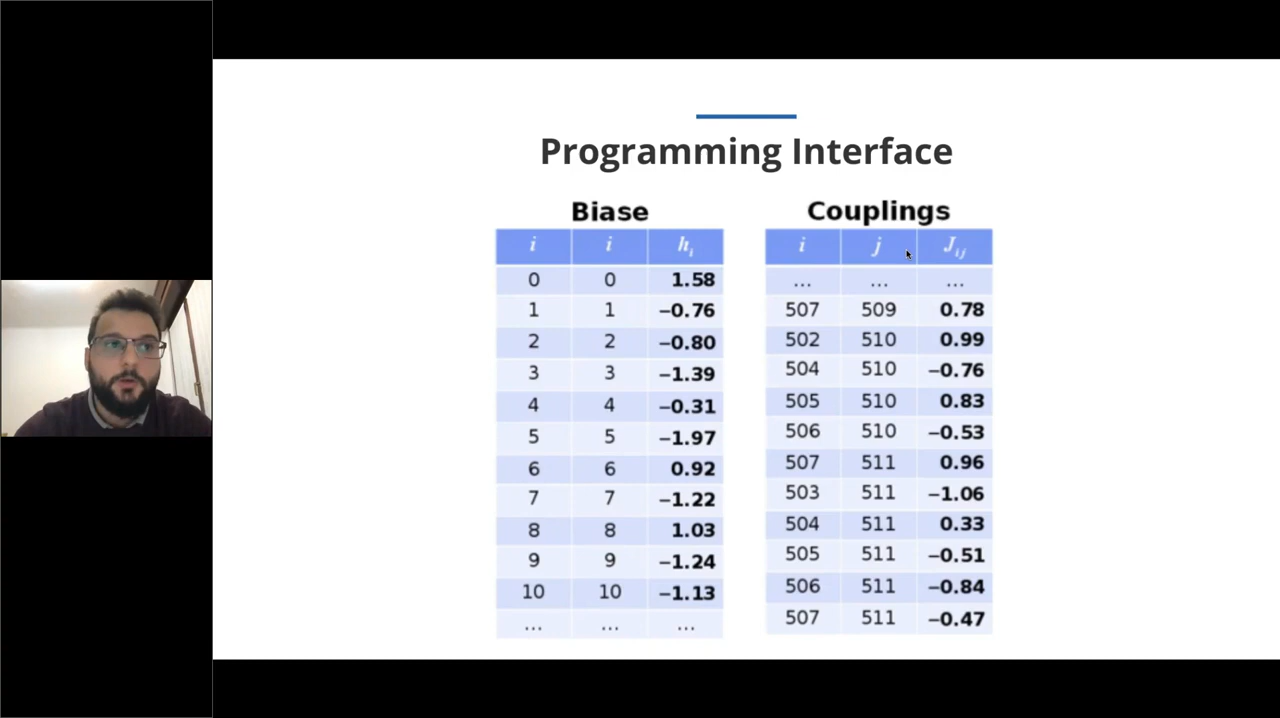 Programming Interface
Biase
i i hi
0 0 1.58
1 1 −0.76
2 2 −0.80
3 3 −1.39
4 4 −0.31
5 5 −1.97
6 6 0.92
7 7 −1.22
8 8 1.03
9 9 −1.24
10 10 −1.13
... ... ...
Couplings
i j Jij
... ... ...
507 509 0.78
502 510 0.99
504 510 −0.76
505 510 0.83
506 510 −0.53
507 511 0.96
503 511 −1.06
504 511 0.33
505 511 −0.51
506 511 −0.84
507 511 −0.47